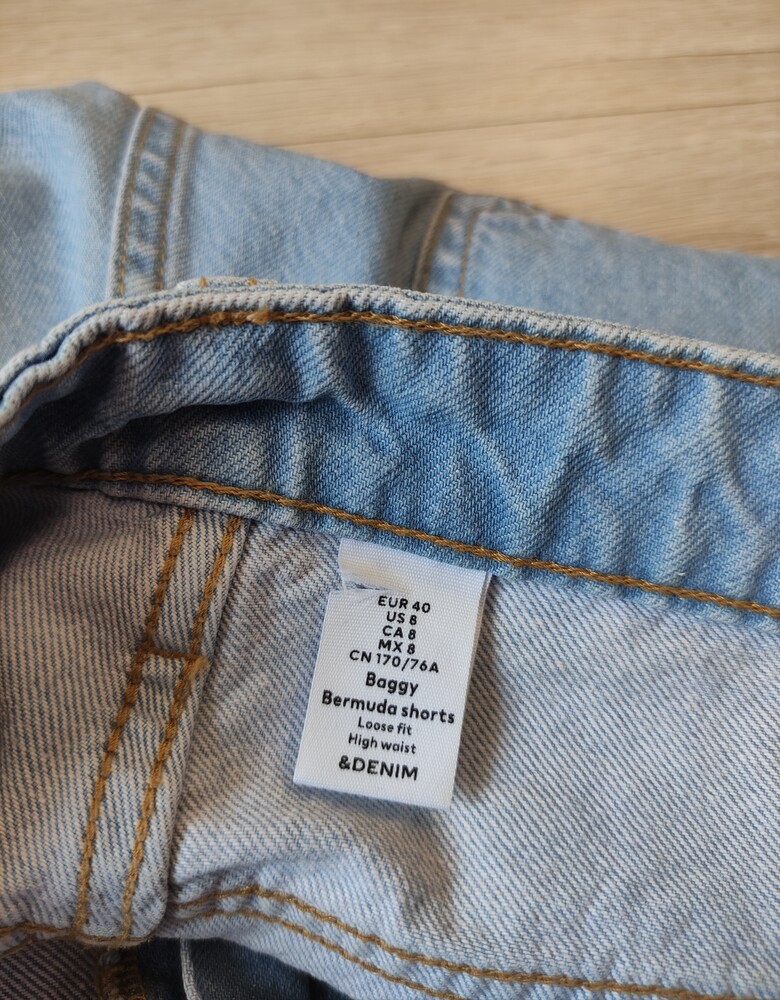 EUR 40
US 8
CA 8
MX 8
CN 170/76A
Baggy
Bermuda shorts
Loose fit
High waist
&DENIM